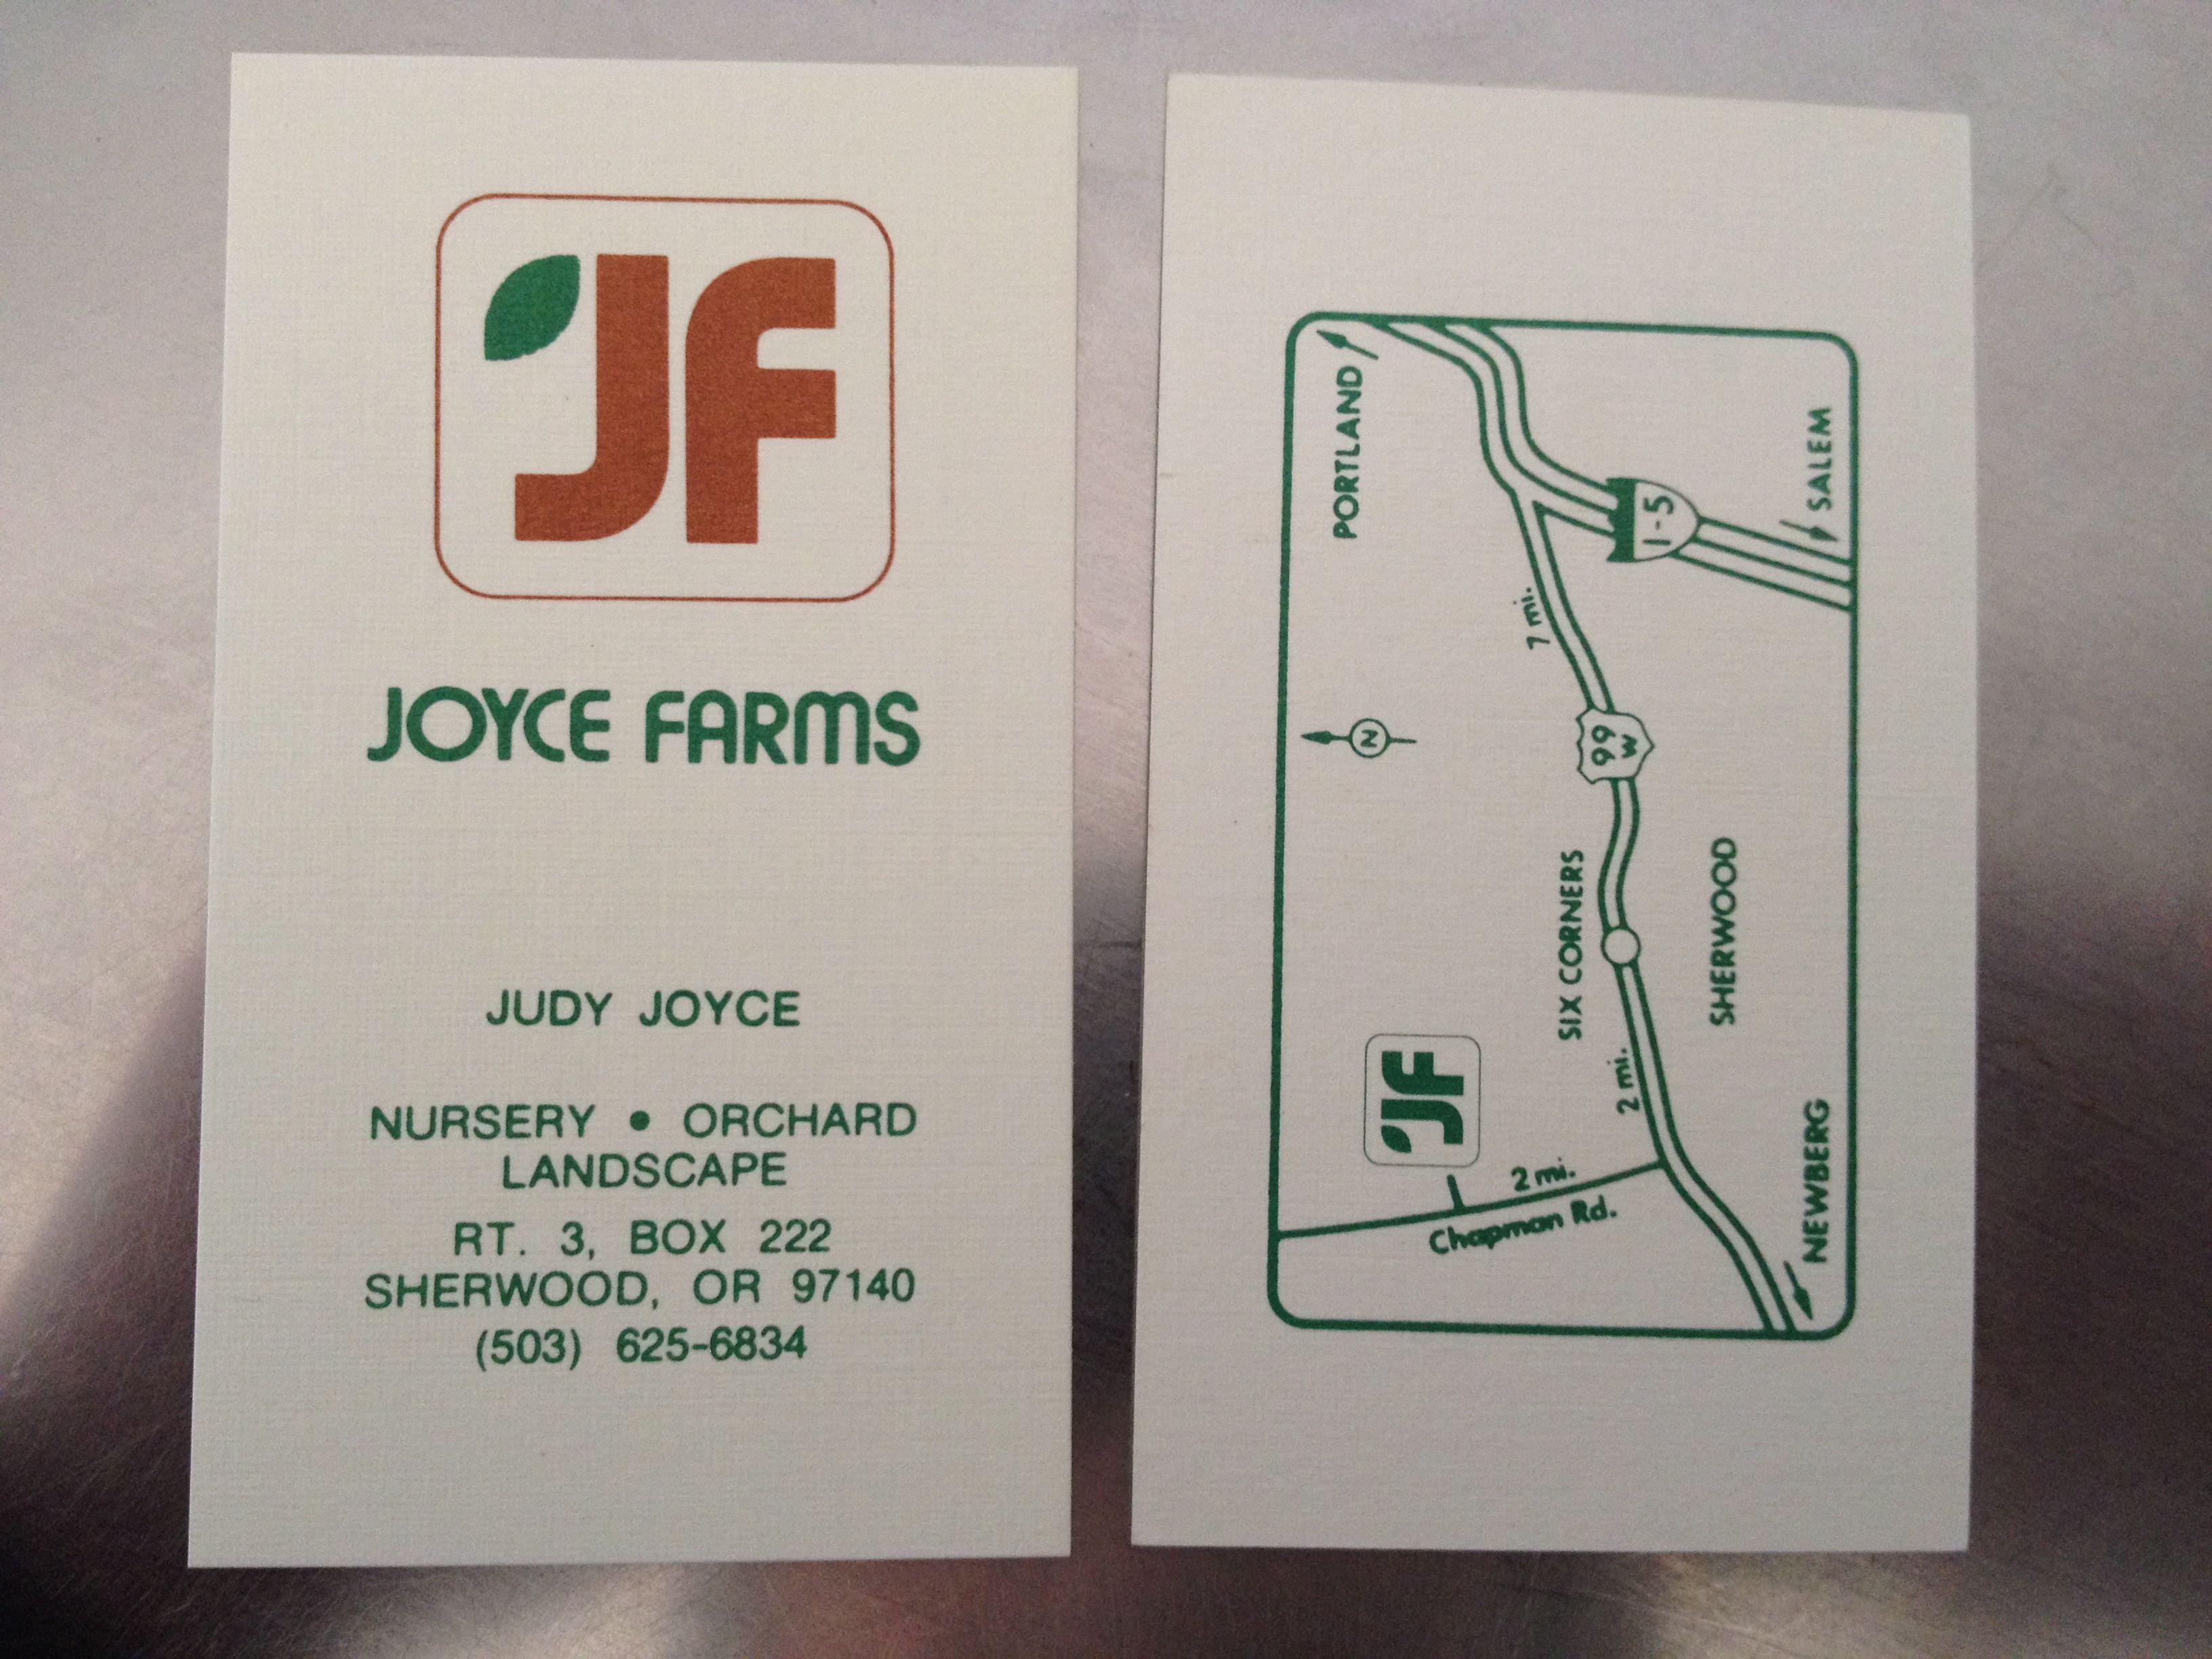 JF
JOYCE FARMS
JUDY JOYCE
NURSERY • ORCHARD
LANDSCAPE
RT. 3, BOX 222
SHERWOOD, OR 97140
(503) 625-6834
PORTLAND
N
7 mi.
I-5
SALEM
99
W
SIX CORNERS
SHERWOOD
JF
2 mi.
2 mi.
Chapman Rd.
NEWBERG